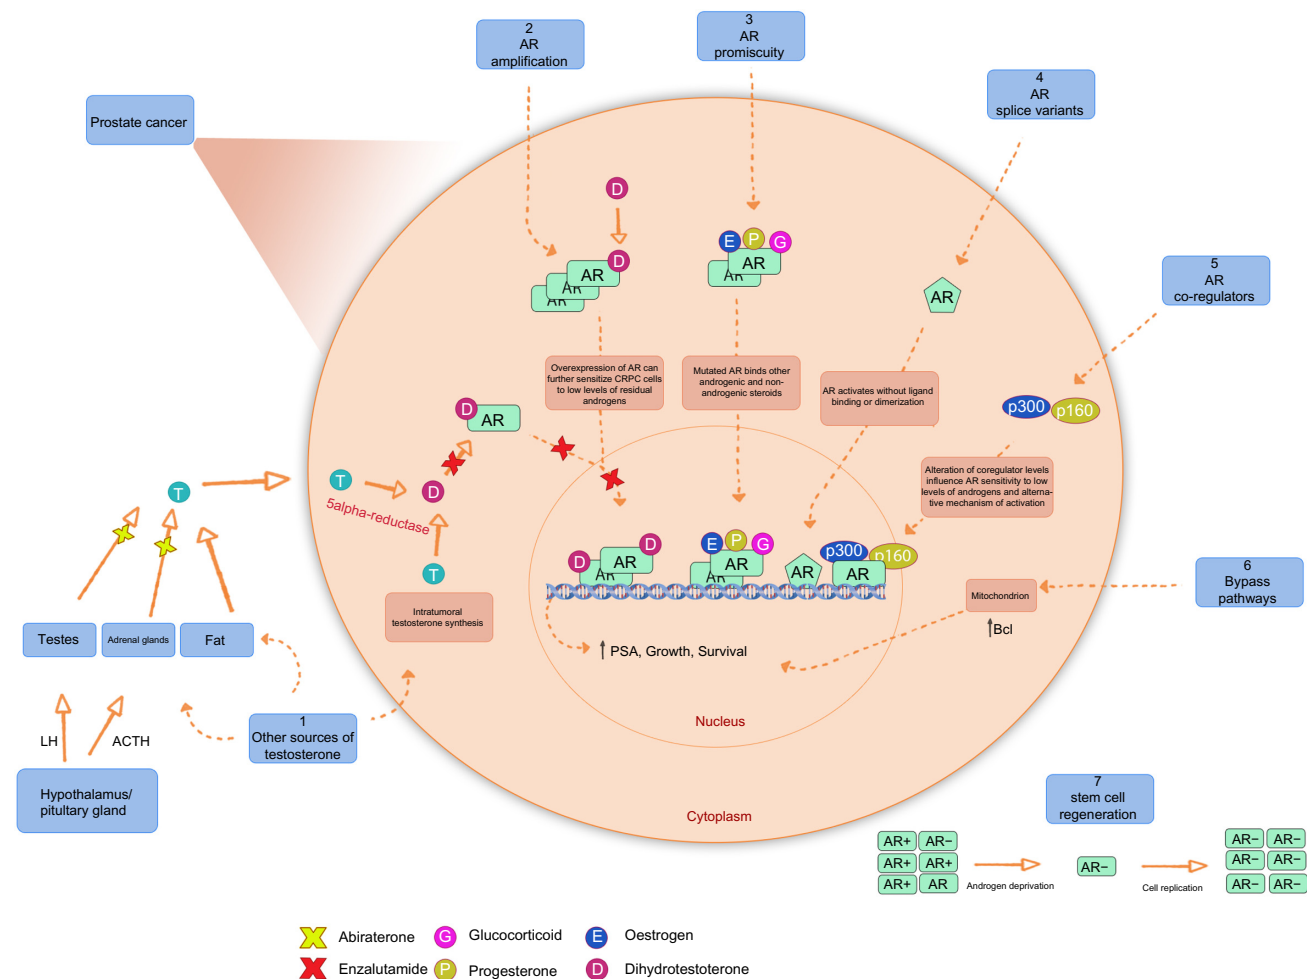 2
AR
amplification
3
AR
promiscuity
4
AR
splice variants
Prostate cancer
5
AR
co-regulators
D
D
AR
AR
AR
E
P
G
AR
AR
AR
p300
p160
Overexpression of AR can
further sensitize CRPC cells
to low levels of residual
androgens
Mutated AR binds other
androgenic and non-
androgenic steroids
AR activates without ligand
binding or dimerization
Alteration of coregulator levels
influence AR sensitivity to low
levels of androgens and alterna-
tive mechanism of activation
D
AR
T
D
5alpha-reductase
T
T
Intratumoral
testosterone synthesis
D
D
AR
AR
E
P
G
AR
AR
AR
p300
p160
AR
Mitochondrion
Bcl
6
Bypass
pathways
PSA, Growth, Survival
Nucleus
Cytoplasm
Testes
Adrenal glands
Fat
LH
ACTH
1
Other sources of
testosterone
Hypothalamus/
pitultary gland
7
stem cell
regeneration
AR+ AR−
AR+ AR+
AR+ AR
Androgen deprivation
AR−
Cell replication
AR− AR−
AR− AR−
AR− AR−
Abiraterone
G Glucocorticoid
E Oestrogen
Enzalutamide
P Progesterone
D Dihydrotestoterone